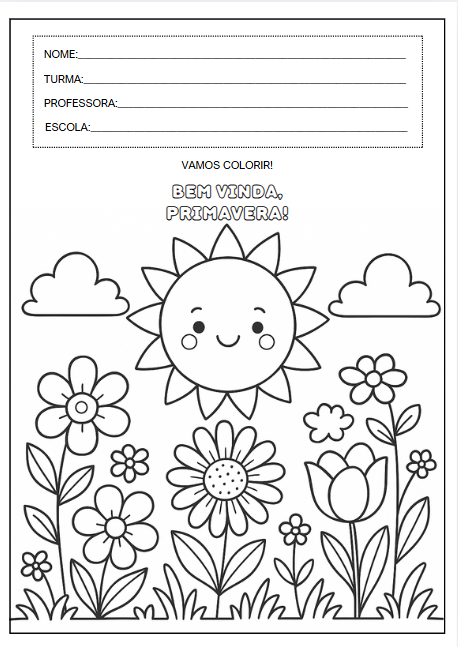 NOME:
TURMA:
PROFESSORA:
ESCOLA:
VAMOS COLORIR!
BEM VINDA,
PRIMAVERA!